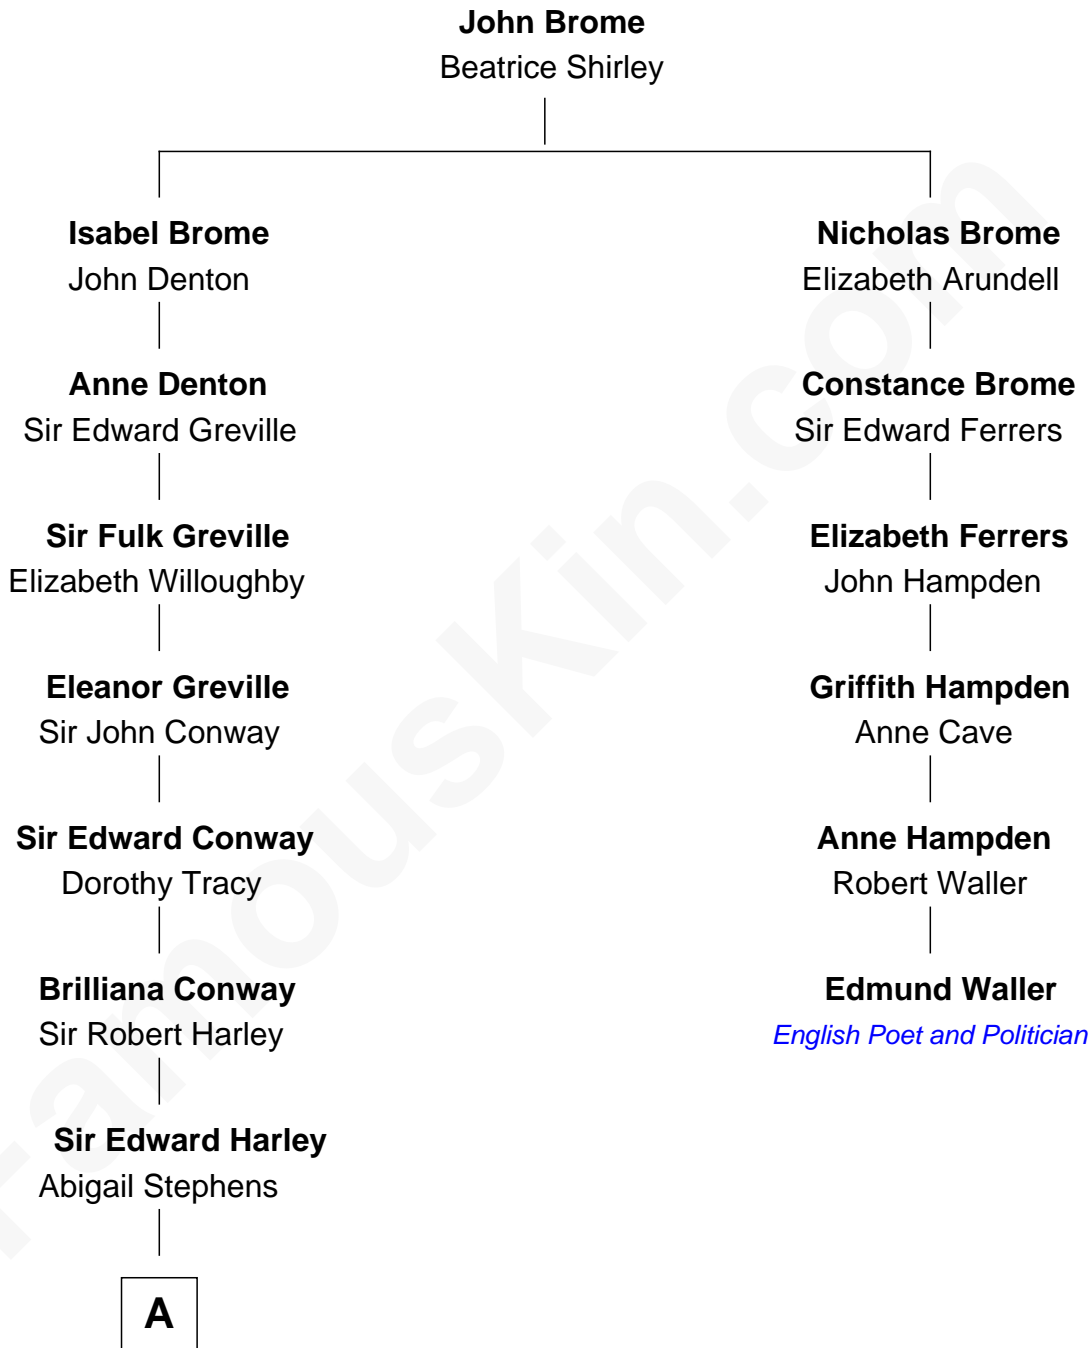 John Brome
Beatrice Shirley
Isabel Brome
John Denton
Anne Denton
Sir Edward Greville
Sir Fulk Greville
Elizabeth Willoughby
Eleanor Greville
Sir John Conway
Sir Edward Conway
Dorothy Tracy
Brilliana Conway
Sir Robert Harley
Sir Edward Harley
Abigail Stephens
A
Nicholas Brome
Elizabeth Arundell
Constance Brome
Sir Edward Ferrers
Elizabeth Ferrers
John Hampden
Griffith Hampden
Anne Cave
Anne Hampden
Robert Waller
Edmund Waller
English Poet and Politician
FamousKin.com